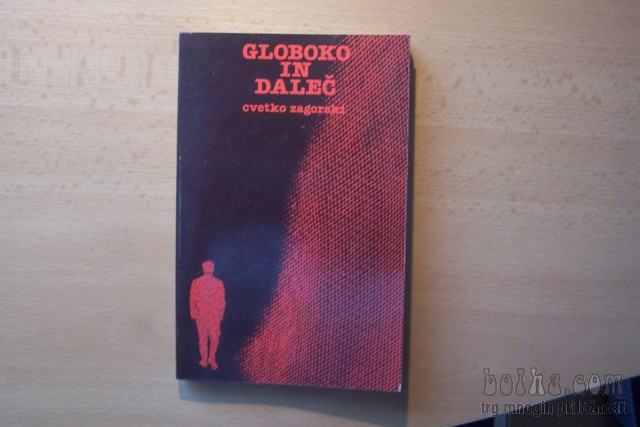 GLOBOKO
IN
DALEČ
cvetko zagorski
bolha.com
trg mnogih priložnosti